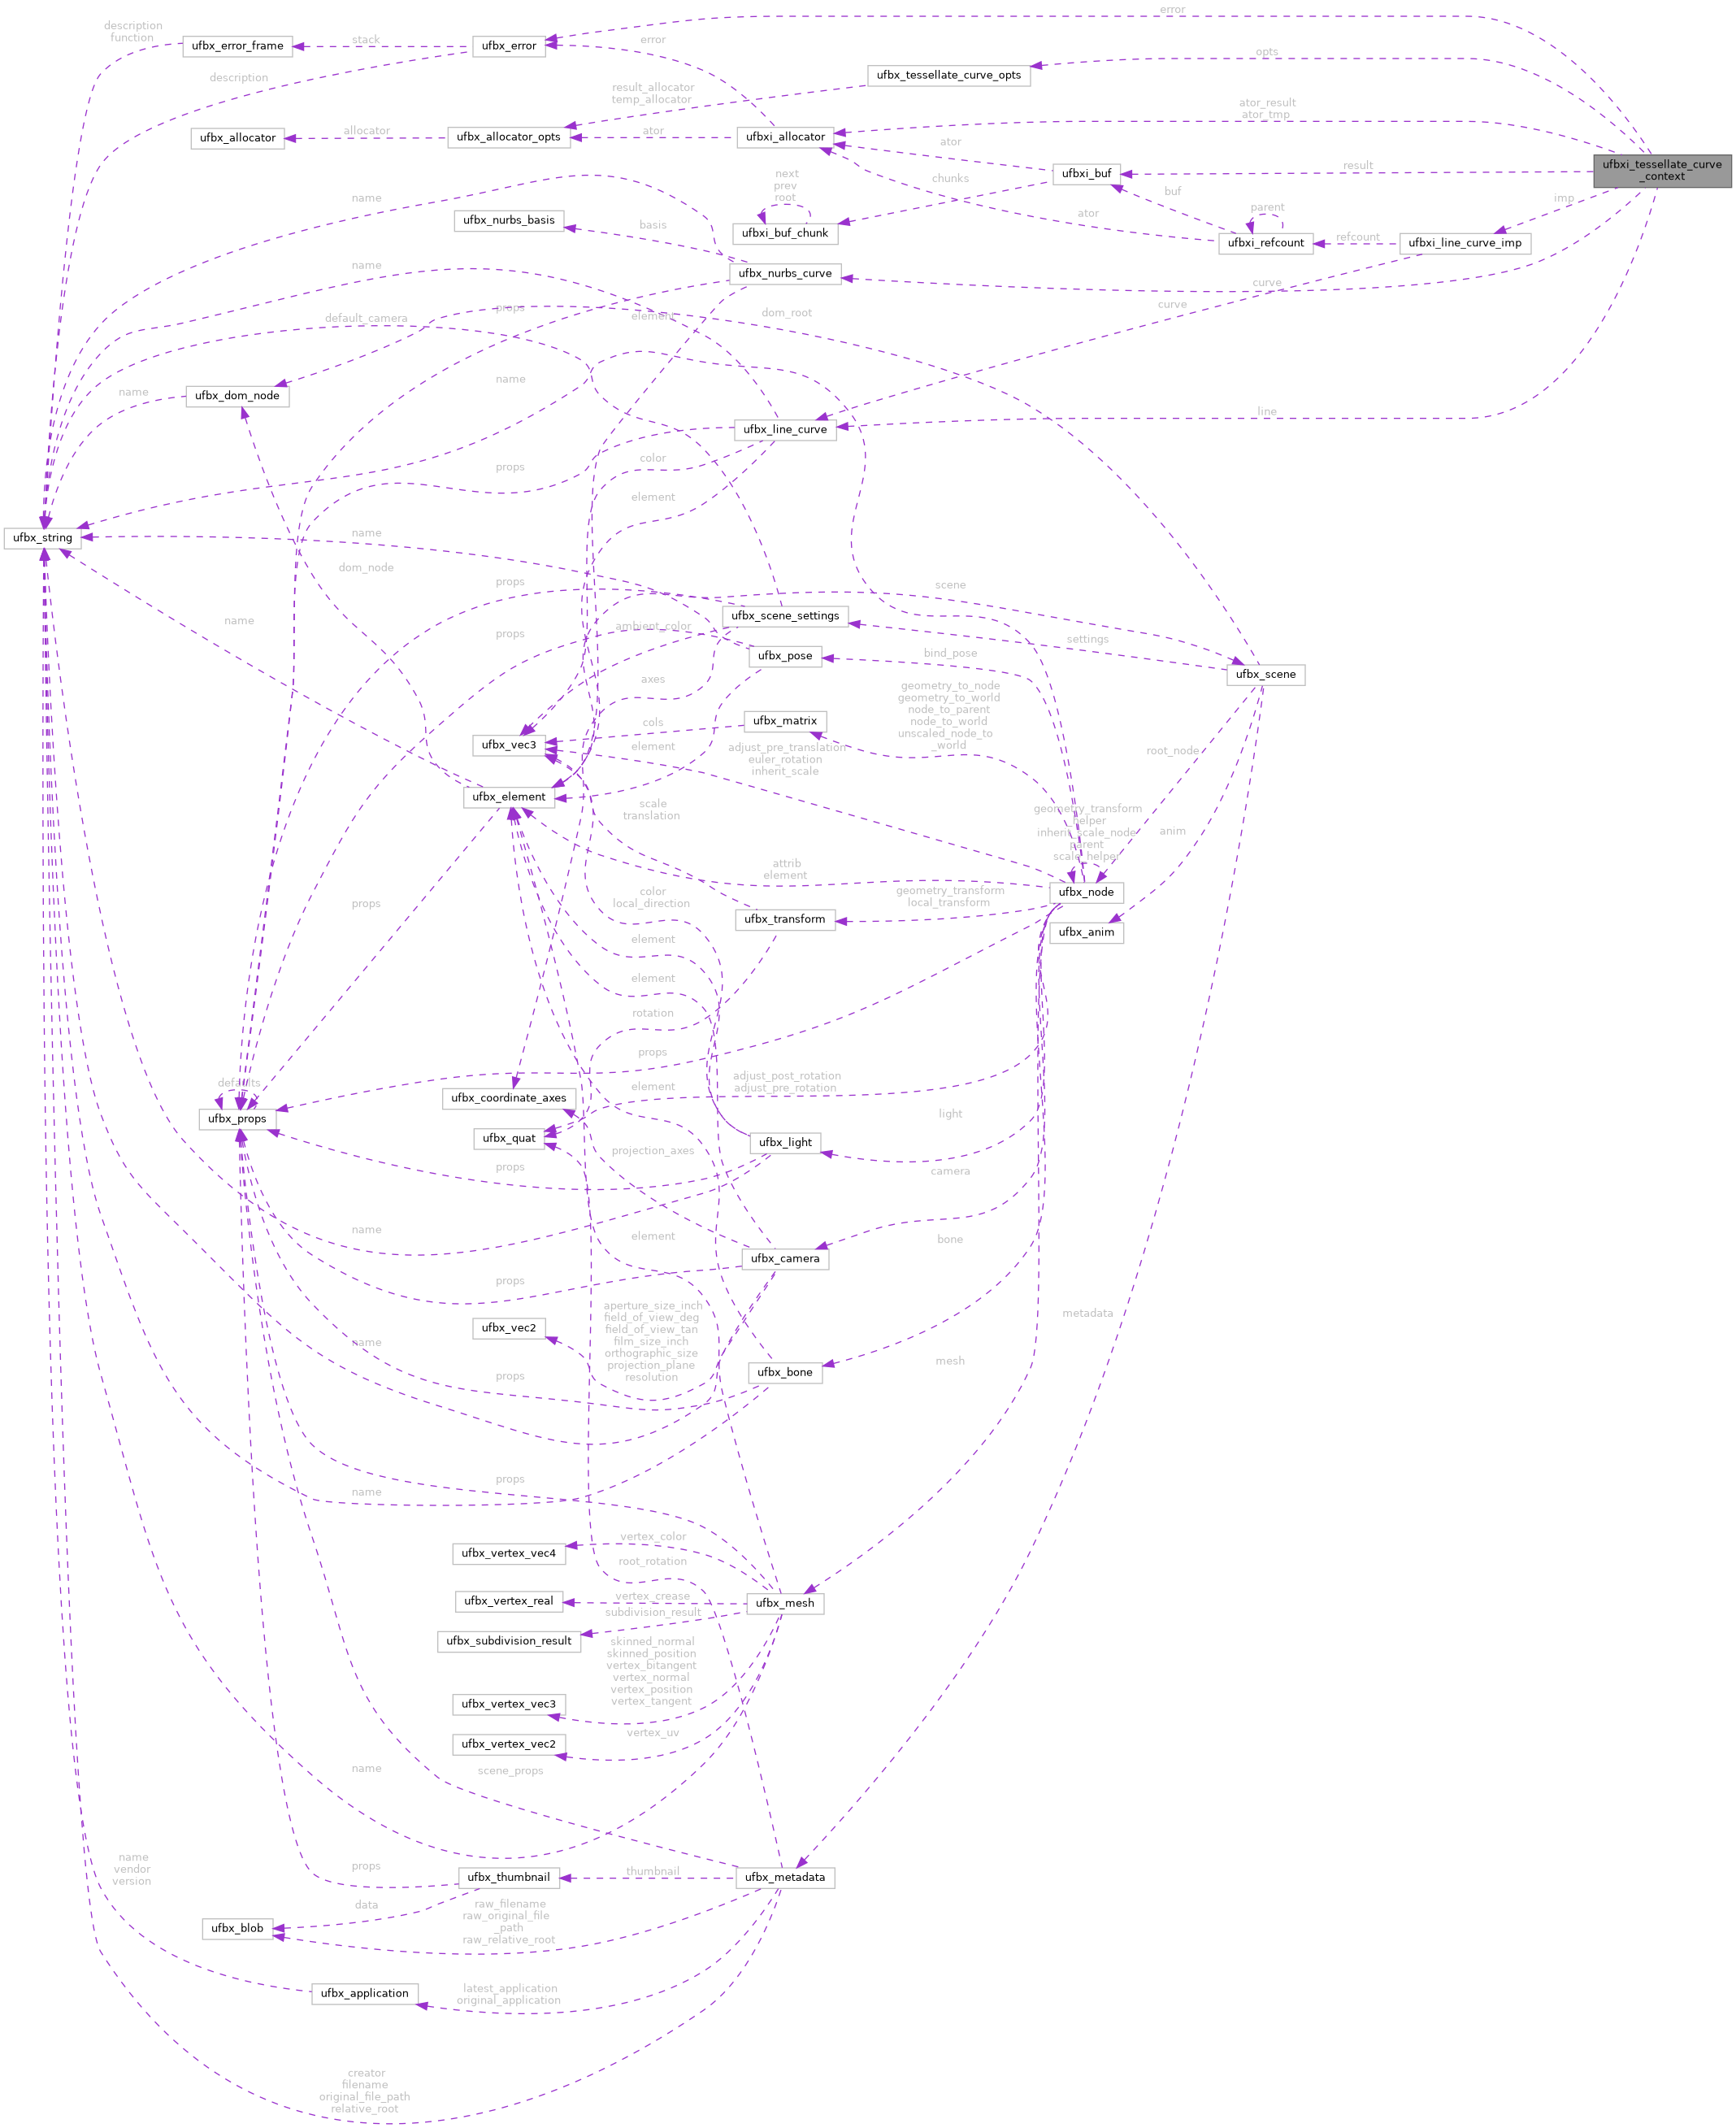 error
description
function
ufbx_error_frame
stack
ufbx_error
error
opts
ufbx_tessellate_curve_opts
description
result_allocator
temp_allocator
ator_result
ator_tmp
ufbx_allocator
allocator
ufbx_allocator_opts
ator
ufbxi_allocator
ator
ufbxi_tessellate_curve
_context
result
ufbxi_buf
next
prev
root
chunks
buf
imp
name
ufbx_nurbs_basis
basis
ufbxi_buf_chunk
ator
parent
ufbxi_refcount
refcount
ufbxi_line_curve_imp
name
ufbx_nurbs_curve
curve
curve
default_camera
props
element
dom_root
name
ufbx_dom_node
name
line
ufbx_line_curve
color
props
element
ufbx_string
name
dom_node
props
scene
name
ufbx_scene_settings
ambient_color
props
settings
bind_pose
ufbx_pose
ufbx_scene
axes
geometry_to_node
geometry_to_world
node_to_parent
node_to_world
unscaled_node_to
_world
ufbx_matrix
cols
ufbx_vec3
element
adjust_pre_translation
euler_rotation
inherit_scale
root_node
ufbx_element
scale
translation
geometry_transform
_helper
inherit_scale_node
parent
scale_helper
anim
attrib
element
ufbx_node
props
color
local_direction
geometry_transform
local_transform
ufbx_transform
ufbx_anim
element
element
rotation
props
defaults
ufbx_props
ufbx_coordinate_axes
element
adjust_post_rotation
adjust_pre_rotation
ufbx_quat
light
ufbx_light
projection_axes
props
camera
name
element
bone
ufbx_camera
props
aperture_size_inch
field_of_view_deg
field_of_view_tan
film_size_inch
orthographic_size
projection_plane
resolution
metadata
ufbx_vec2
name
mesh
props
ufbx_bone
props
name
vertex_color
ufbx_vertex_vec4
root_rotation
ufbx_vertex_real
vertex_crease
ufbx_mesh
subdivision_result
ufbx_subdivision_result
skinned_normal
skinned_position
vertex_bitangent
vertex_normal
vertex_position
vertex_tangent
ufbx_vertex_vec3
vertex_uv
ufbx_vertex_vec2
name
scene_props
name
vendor
version
props
ufbx_thumbnail
thumbnail
ufbx_metadata
data
raw_filename
raw_original_file
_path
raw_relative_root
ufbx_blob
ufbx_application
latest_application
original_application
creator
filename
original_file_path
relative_root